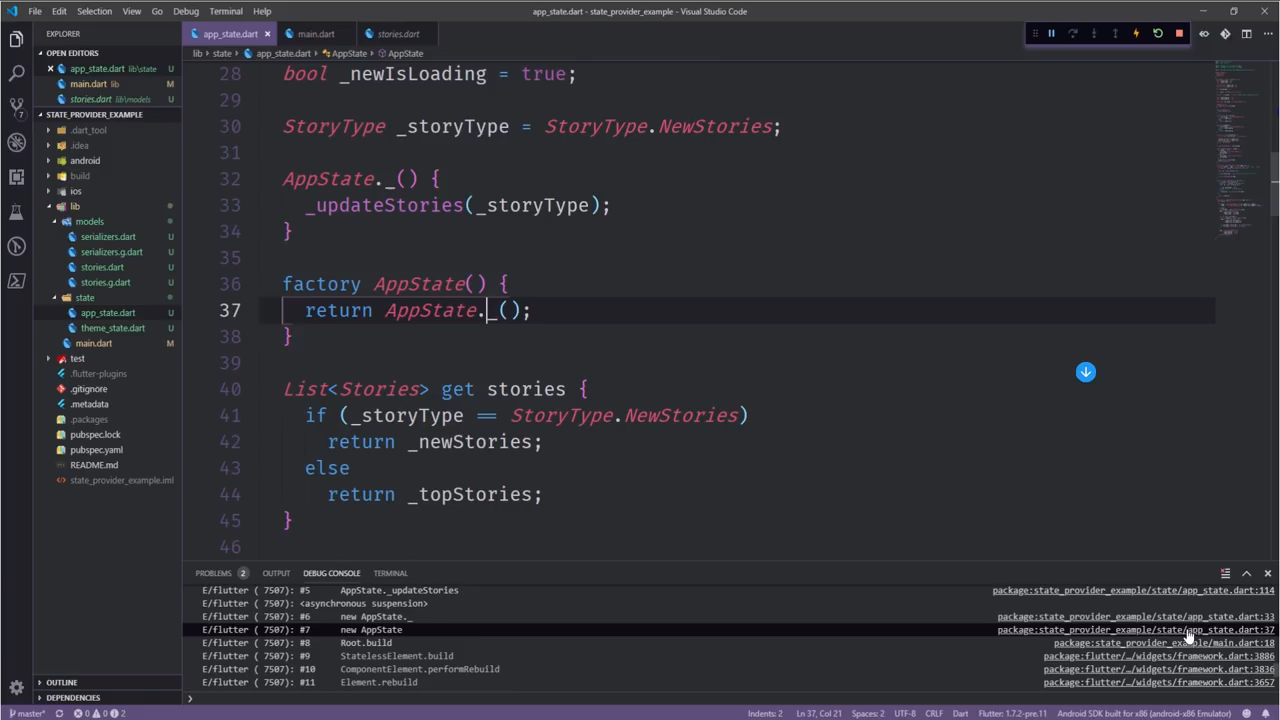 File Edit Selection View Go Debug Terminal Help
app_state.dart - state_provider_example - Visual Studio Code
EXPLORER
OPEN EDITORS
app_state.dart lib\state U
main.dart lib M
stories.dart lib\models U
STATE_PROVIDER_EXAMPLE
.dart_tool
.idea
android
build
ios
lib
models
serializers.dart U
serializers.g.dart U
stories.dart U
stories.g.dart U
state
app_state.dart U
theme_state.dart U
main.dart M
test
.flutter-plugins
.gitignore
.metadata
.packages
pubspec.lock
pubspec.yaml
README.md
state_provider_example.iml
OUTLINE
DEPENDENCIES
7
app_state.dart main.dart stories.dart
lib state app_state.dart AppState AppState
28 bool _newIsLoading = true;
29
30 StoryType _storyType = StoryType.NewStories;
31
32 AppState._() {
33 _updateStories(_storyType);
34 }
35
36 factory AppState() {
37 return AppState._();
38 }
39
40 List<Stories> get stories {
41 if (_storyType == StoryType.NewStories)
42 return _newStories;
43 else
44 return _topStories;
45 }
46
PROBLEMS 2 OUTPUT DEBUG CONSOLE TERMINAL
E/flutter ( 7507): #5 AppState._updateStories package:state_provider_example/state/app_state.dart:114
E/flutter ( 7507): <asynchronous suspension>
E/flutter ( 7507): #6 new AppState._ package:state_provider_example/state/app_state.dart:33
E/flutter ( 7507): #7 new AppState package:state_provider_example/state/app_state.dart:37
E/flutter ( 7507): #8 Root.build package:state_provider_example/main.dart:18
E/flutter ( 7507): #9 StatelessElement.build package:flutter/…/widgets/framework.dart:3886
E/flutter ( 7507): #10 ComponentElement.performRebuild package:flutter/…/widgets/framework.dart:3836
E/flutter ( 7507): #11 Element.rebuild package:flutter/…/widgets/framework.dart:3657
master* 0 0 2 Indents: 2 Ln 37, Col 21 Spaces: 2 UTF-8 CRLF Dart Flutter: 1.7.2-pre.11 Android SDK built for x86 (android-x86 Emulator)